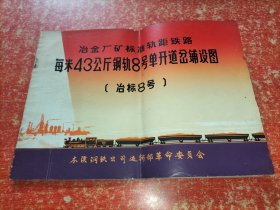 冶金厂矿标准轨距铁路
每米43公斤钢轨8号单开道岔铺设图
(冶标8号)
本溪钢铁公司运输部革命委员会